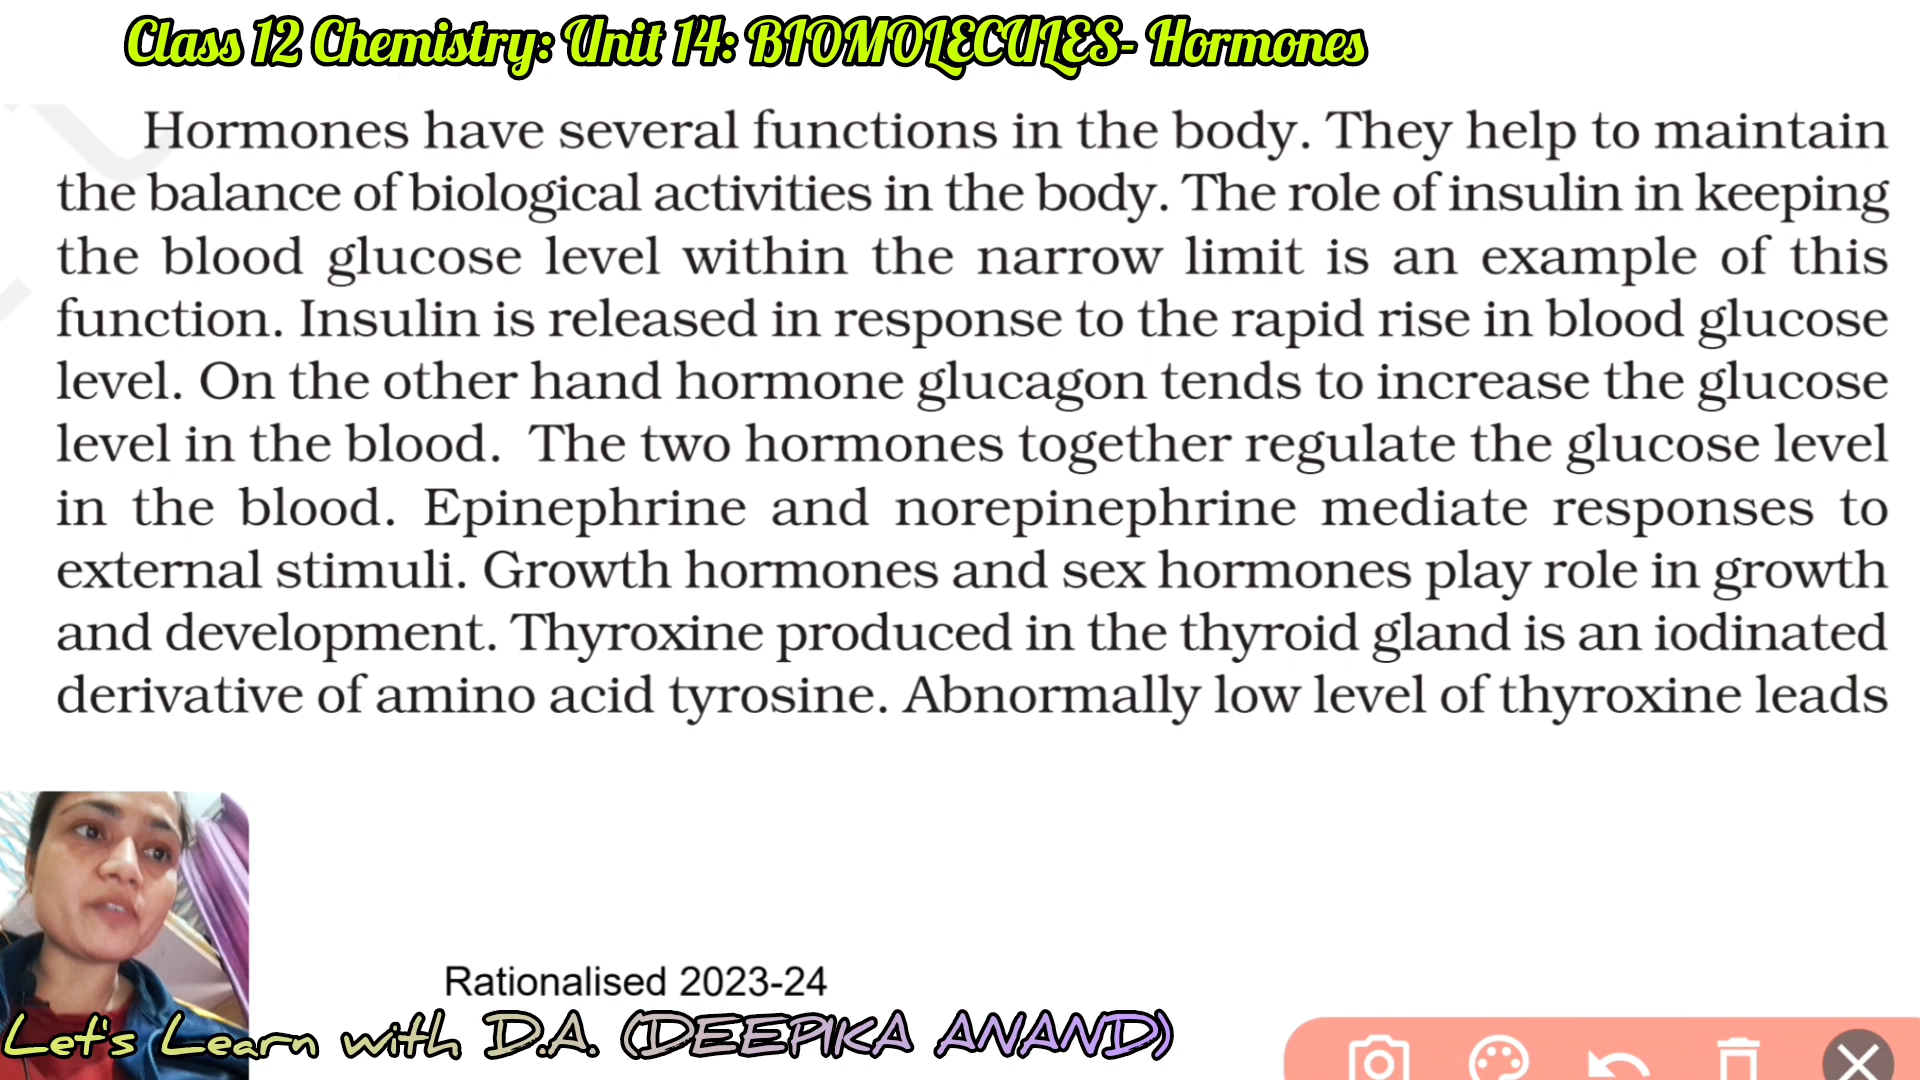 Class 12 Chemistry: Unit 14: BIOMOLECULES- Hormones
Hormones have several functions in the body. They help to maintain
the balance of biological activities in the body. The role of insulin in keeping
the blood glucose level within the narrow limit is an example of this
function. Insulin is released in response to the rapid rise in blood glucose
level. On the other hand hormone glucagon tends to increase the glucose
level in the blood. The two hormones together regulate the glucose level
in the blood. Epinephrine and norepinephrine mediate responses to
external stimuli. Growth hormones and sex hormones play role in growth
and development. Thyroxine produced in the thyroid gland is an iodinated
derivative of amino acid tyrosine. Abnormally low level of thyroxine leads
Rationalised 2023-24
Let's Learn with D.A. (DEEPIKA ANAND)